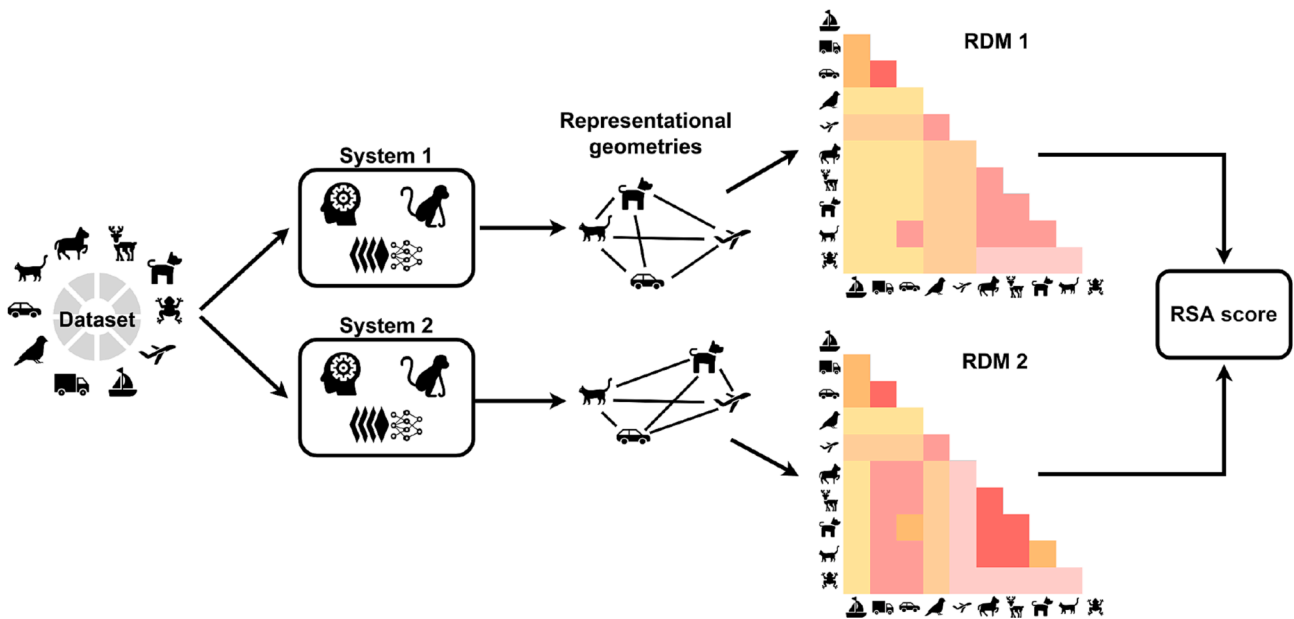 RDM 1
Representational
geometries
System 1
Dataset
RSA score
System 2
RDM 2